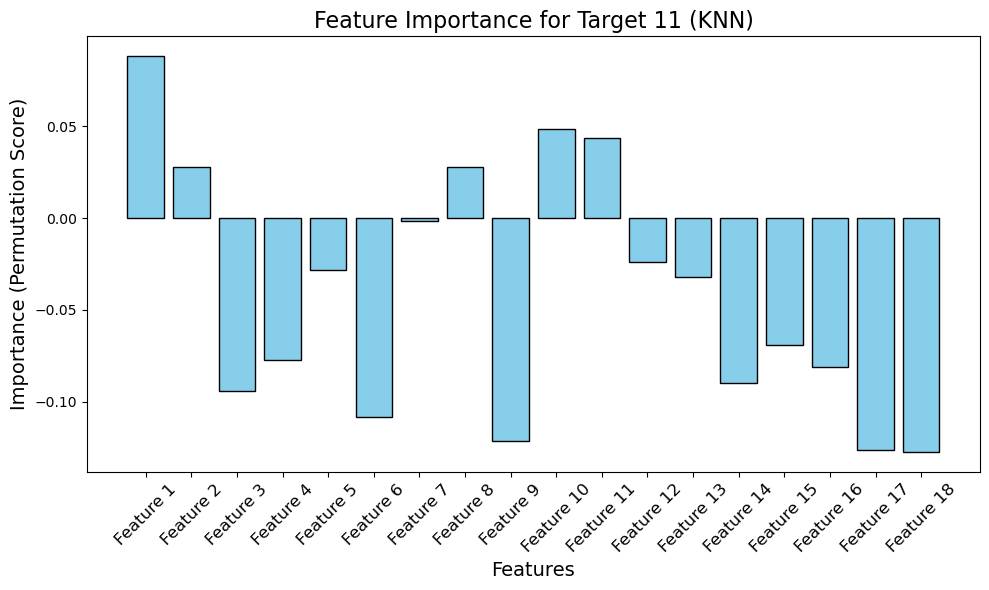 Feature Importance for Target 11 (KNN)
Importance (Permutation Score)
0.05
0.00
−0.05
−0.10
Feature 1
Feature 2
Feature 3
Feature 4
Feature 5
Feature 6
Feature 7
Feature 8
Feature 9
Feature 10
Feature 11
Feature 12
Feature 13
Feature 14
Feature 15
Feature 16
Feature 17
Feature 18
Features